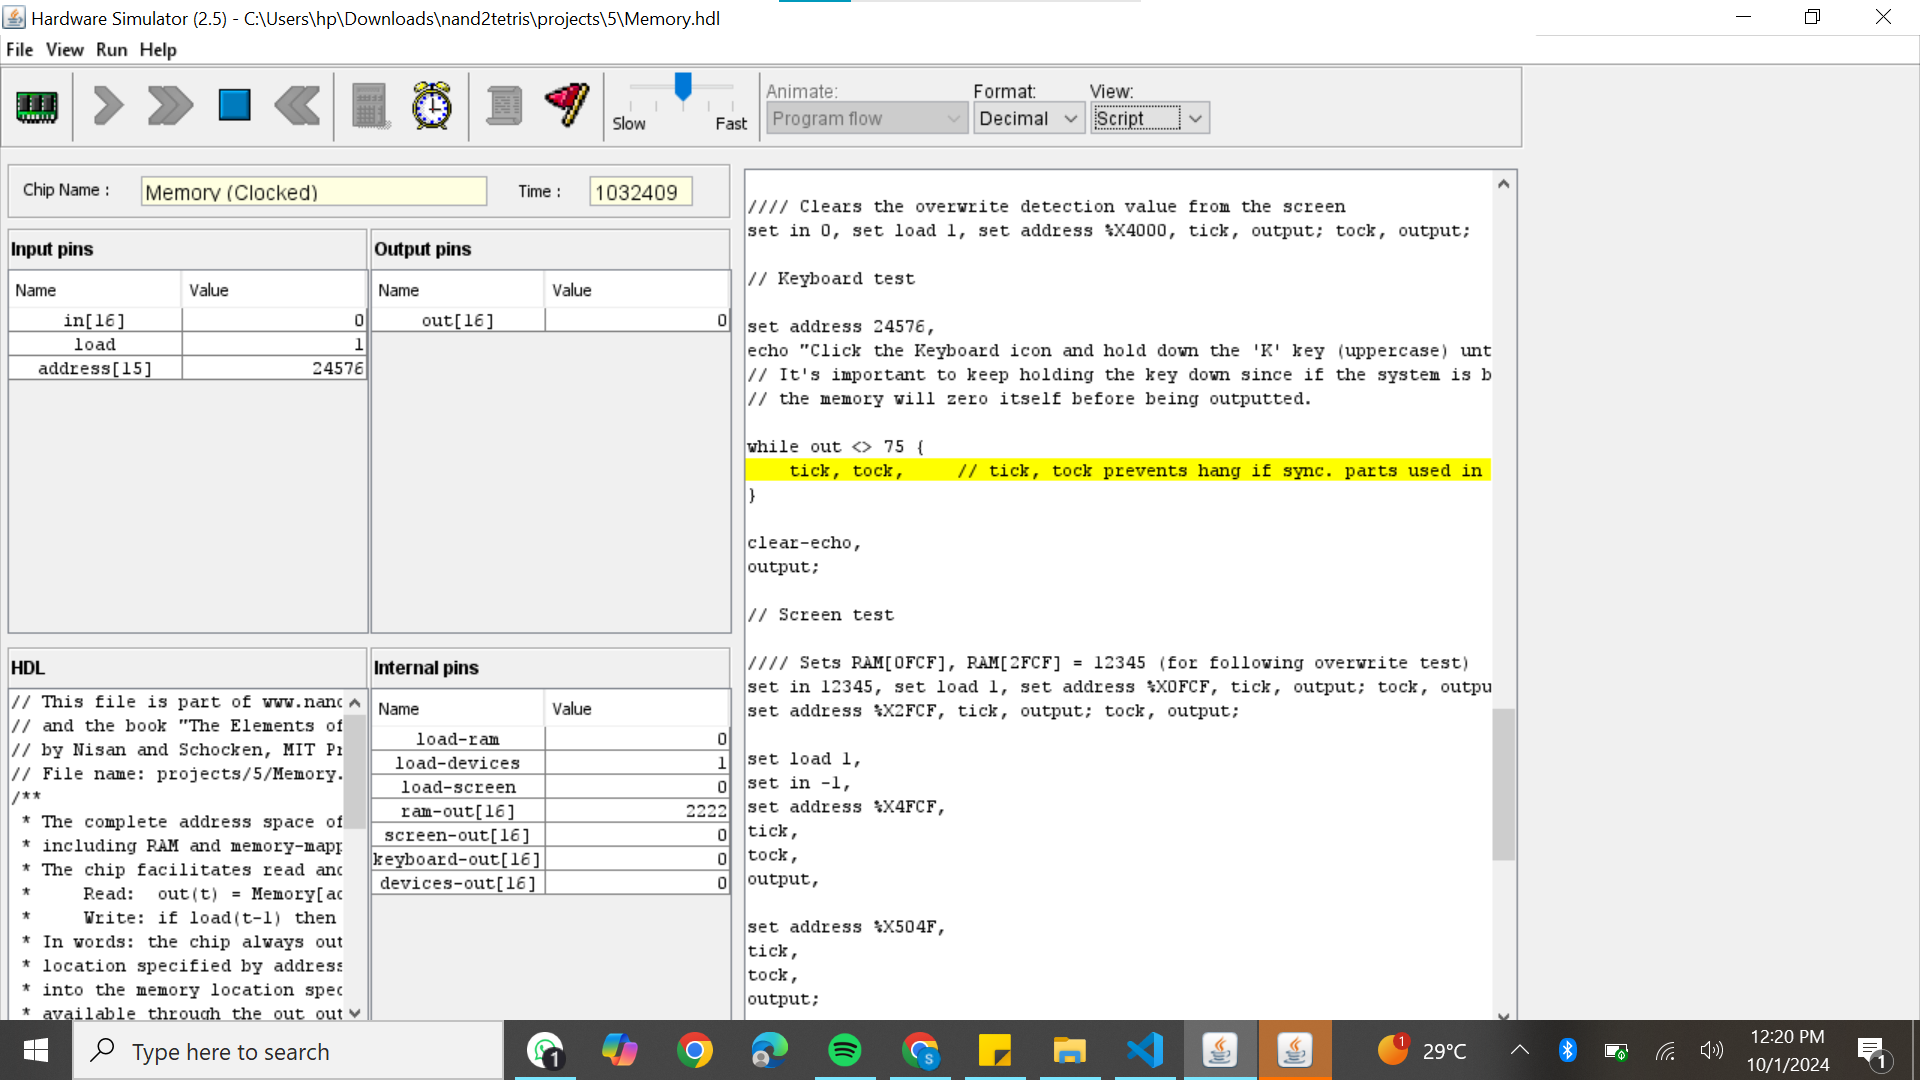 Hardware Simulator (2.5) - C:\Users\hp\Downloads\nand2tetris\projects\5\Memory.hdl
File View Run Help
Slow Fast
Animate:
Program flow
Format:
Decimal
View:
Script
Chip Name :
Memory (Clocked)
Time :
1032409
Input pins
Name Value
in[16] 0
load 1
address[15] 24576
Output pins
Name Value
out[16] 0
HDL
// This file is part of www.nand
// and the book "The Elements of
// by Nisan and Schocken, MIT Pr
// File name: projects/5/Memory.
/**
* The complete address space of
* including RAM and memory-mapp
* The chip facilitates read and
* Read: out(t) = Memory[ad
* Write: if load(t-1) then
* In words: the chip always out
* location specified by address
* into the memory location spec
* available through the out out
Internal pins
Name Value
load-ram 0
load-devices 1
load-screen 0
ram-out[16] 2222
screen-out[16] 0
keyboard-out[16] 0
devices-out[16] 0
//// Clears the overwrite detection value from the screen
set in 0, set load 1, set address %X4000, tick, output; tock, output;
// Keyboard test
set address 24576,
echo "Click the Keyboard icon and hold down the 'K' key (uppercase) unt
// It's important to keep holding the key down since if the system is b
// the memory will zero itself before being outputted.
while out <> 75 {
tick, tock, // tick, tock prevents hang if sync. parts used in
}
clear-echo,
output;
// Screen test
//// Sets RAM[0FCF], RAM[2FCF] = 12345 (for following overwrite test)
set in 12345, set load 1, set address %X0FCF, tick, output; tock, outpu
set address %X2FCF, tick, output; tock, output;
set load 1,
set in -1,
set address %X4FCF,
tick,
tock,
output,
set address %X504F,
tick,
tock,
output;
Type here to search
1
S
1
29°C
12:20 PM
10/1/2024
1